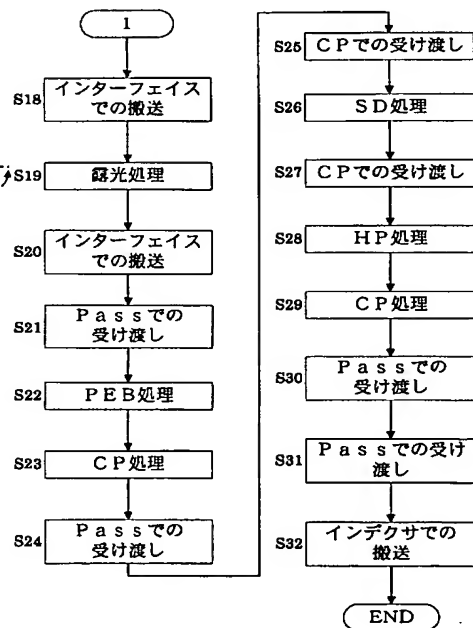 1
S18 インターフェイス
での搬送
S19 露光処理
S20 インターフェイス
での搬送
S21 Passでの
受け渡し
S22 PEB処理
S23 CP処理
S24 Passでの
受け渡し
S25 CPでの受け渡し
S26 SD処理
S27 CPでの受け渡し
S28 HP処理
S29 CP処理
S30 Passでの
受け渡し
S31 Passでの受け
渡し
S32 インデクサでの
搬送
END